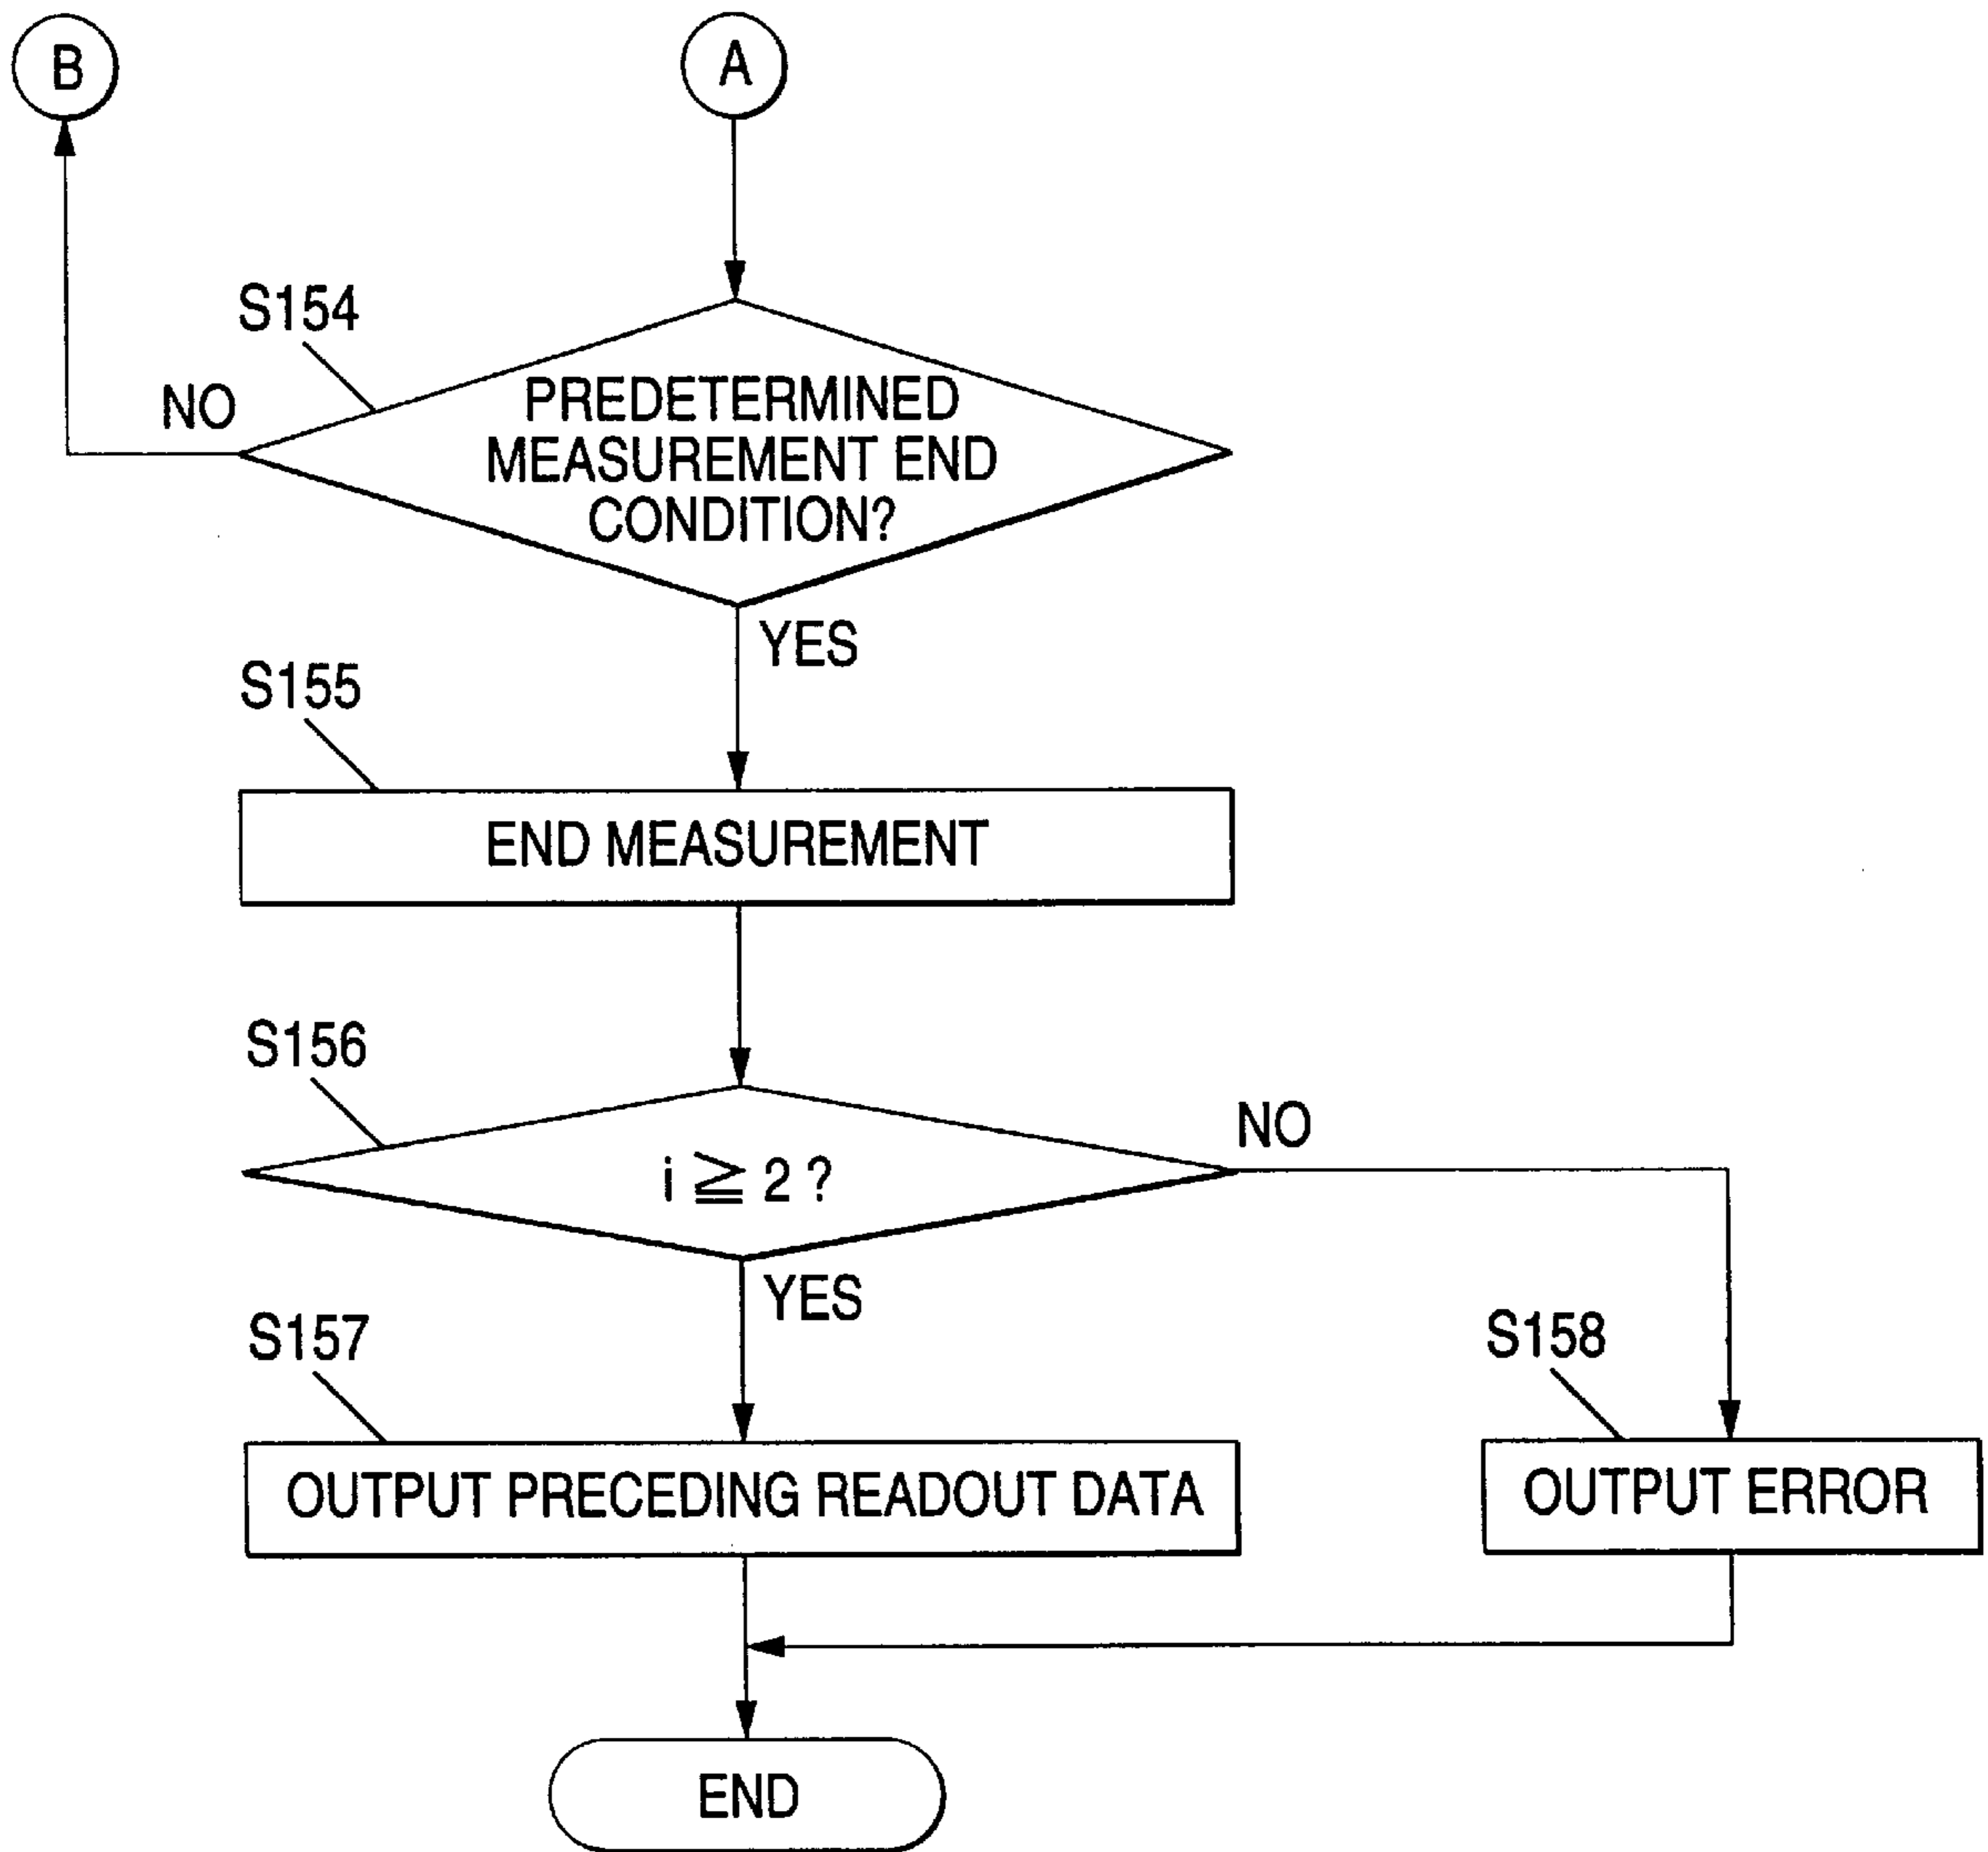 B
A
S154
NO
PREDETERMINED
MEASUREMENT END
CONDITION?
YES
S155
END MEASUREMENT
S156
NO
i ≧ 2 ?
YES
S157
S158
OUTPUT PRECEDING READOUT DATA
OUTPUT ERROR
END